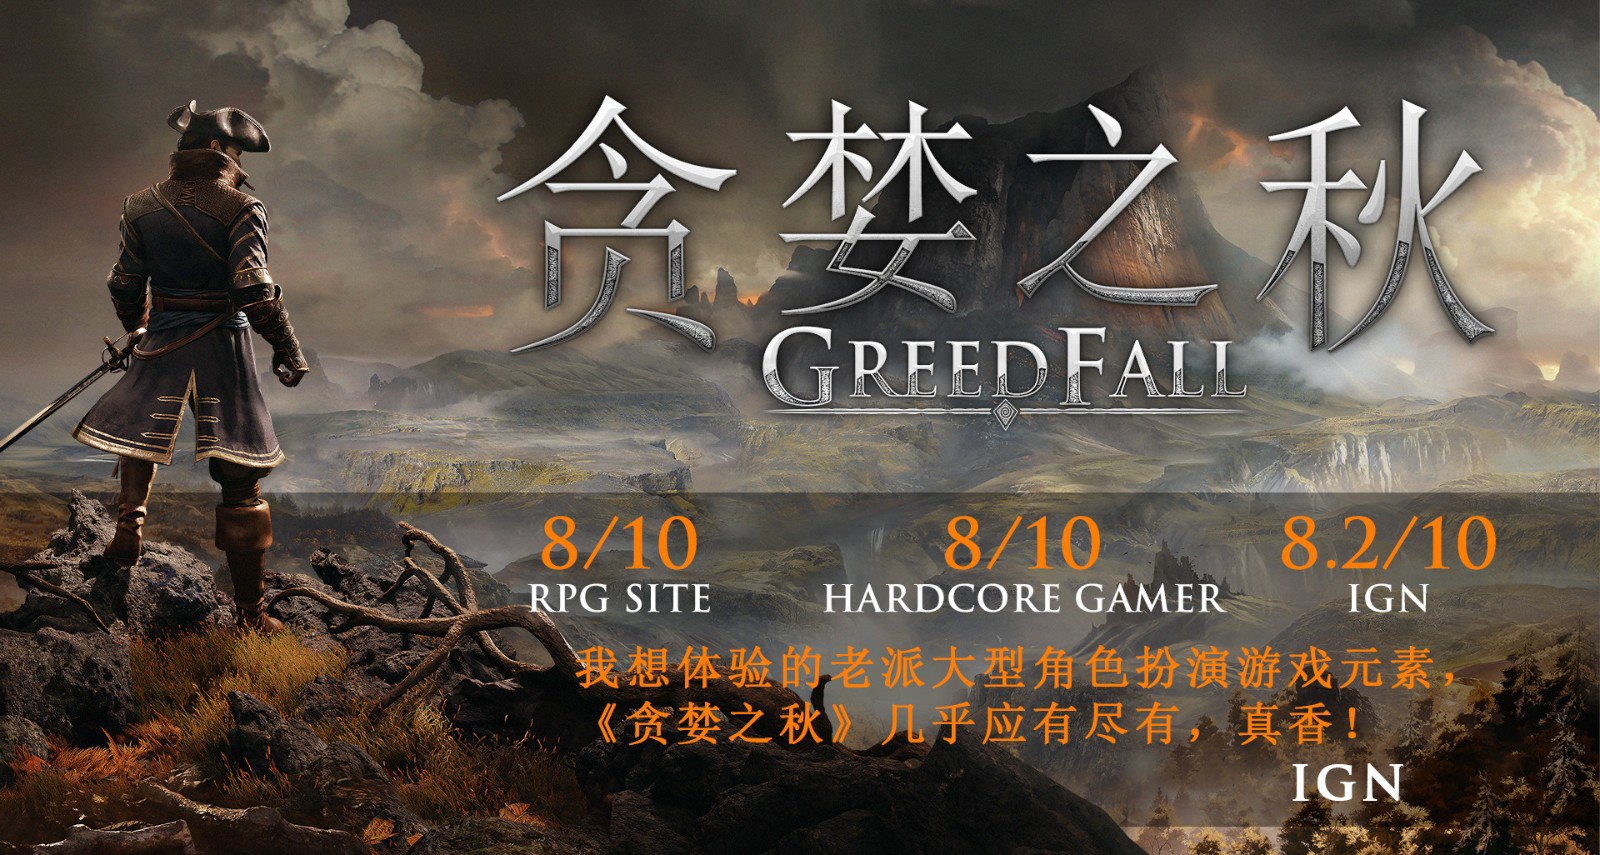 贪婪之秋
GREEDFALL
8/10 8/10 8.2/10
RPG SITE HARDCORE GAMER IGN
我想体验的老派大型角色扮演游戏元素，
《贪婪之秋》几乎应有尽有，真香！
IGN